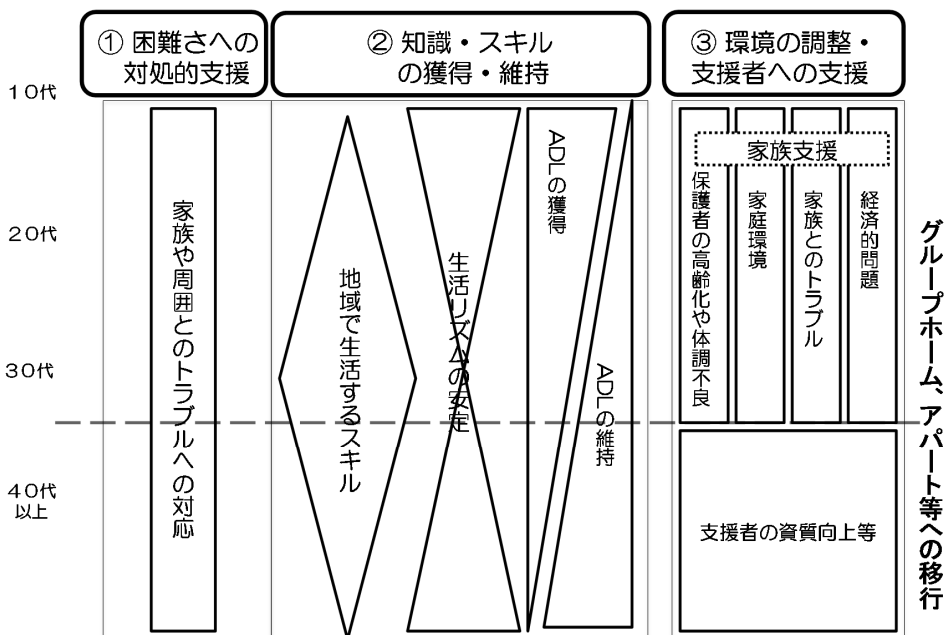 ① 困難さへの
対処的支援
② 知識・スキル
の獲得・維持
③ 環境の調整・
支援者への支援
10代
20代
30代
40代
以上
家族や周囲とのトラブルへの対応
地域で生活するスキル
生活リズムの安定
ADLの獲得
ADLの維持
家族支援
保護者の高齢化や体調不良
家庭環境
家族とのトラブル
経済的問題
支援者の資質向上等
グループホーム、アパート等への移行